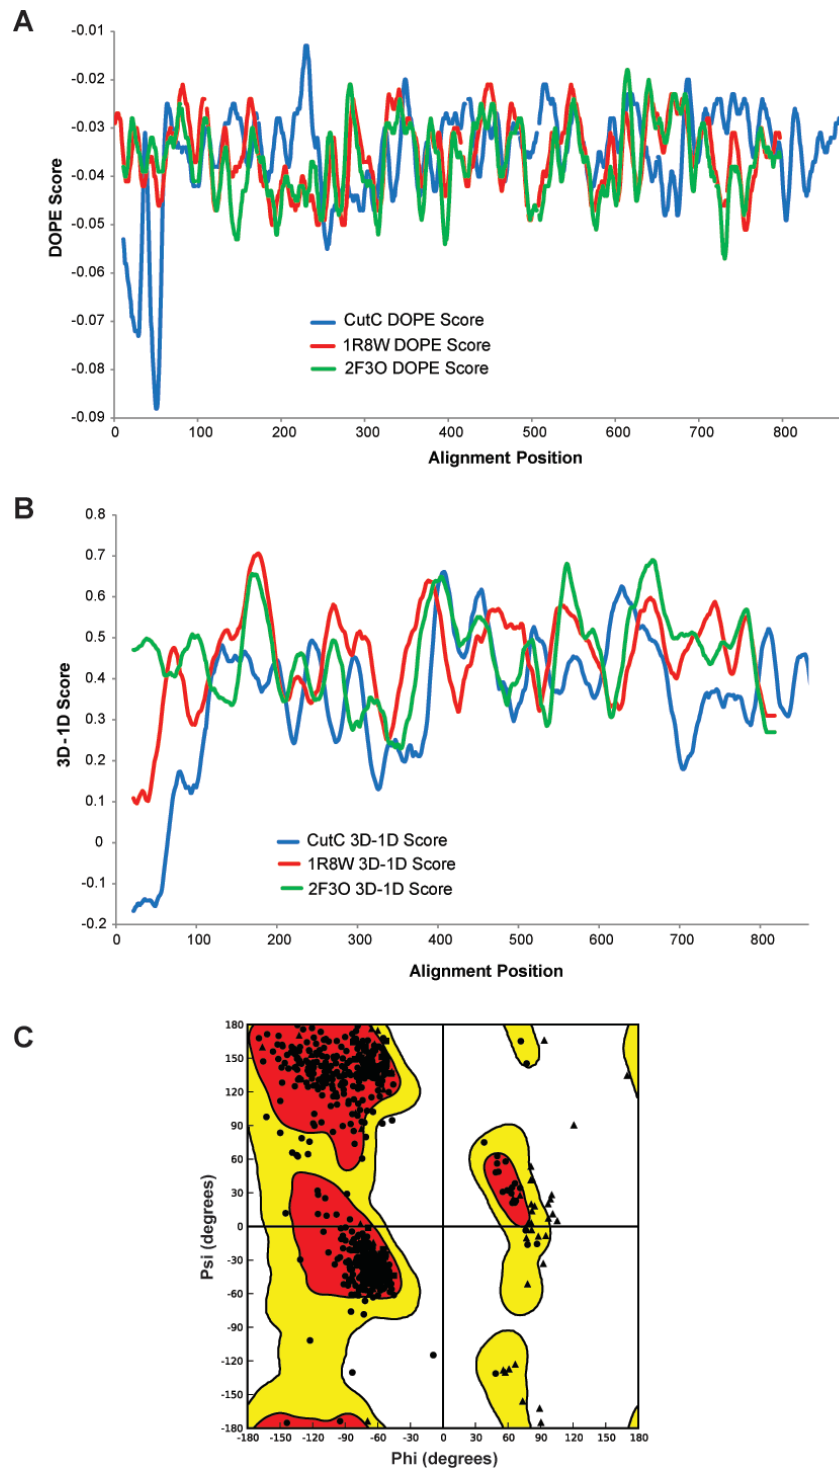 A
-0.01
-0.02
-0.03
-0.04
-0.05
-0.06
-0.07
-0.08
-0.09
DOPE Score
CutC DOPE Score
1R8W DOPE Score
2F3O DOPE Score
0 100 200 300 400 500 600 700 800
Alignment Position
B
0.8
0.7
0.6
0.5
0.4
0.3
0.2
0.1
0
-0.1
-0.2
3D-1D Score
CutC 3D-1D Score
1R8W 3D-1D Score
2F3O 3D-1D Score
0 100 200 300 400 500 600 700 800
Alignment Position
C
180
150
120
90
60
30
0
-30
-60
-90
-120
-150
-180
Psi (degrees)
-180 -150 -120 -90 -60 -30 0 30 60 90 120 150 180
Phi (degrees)